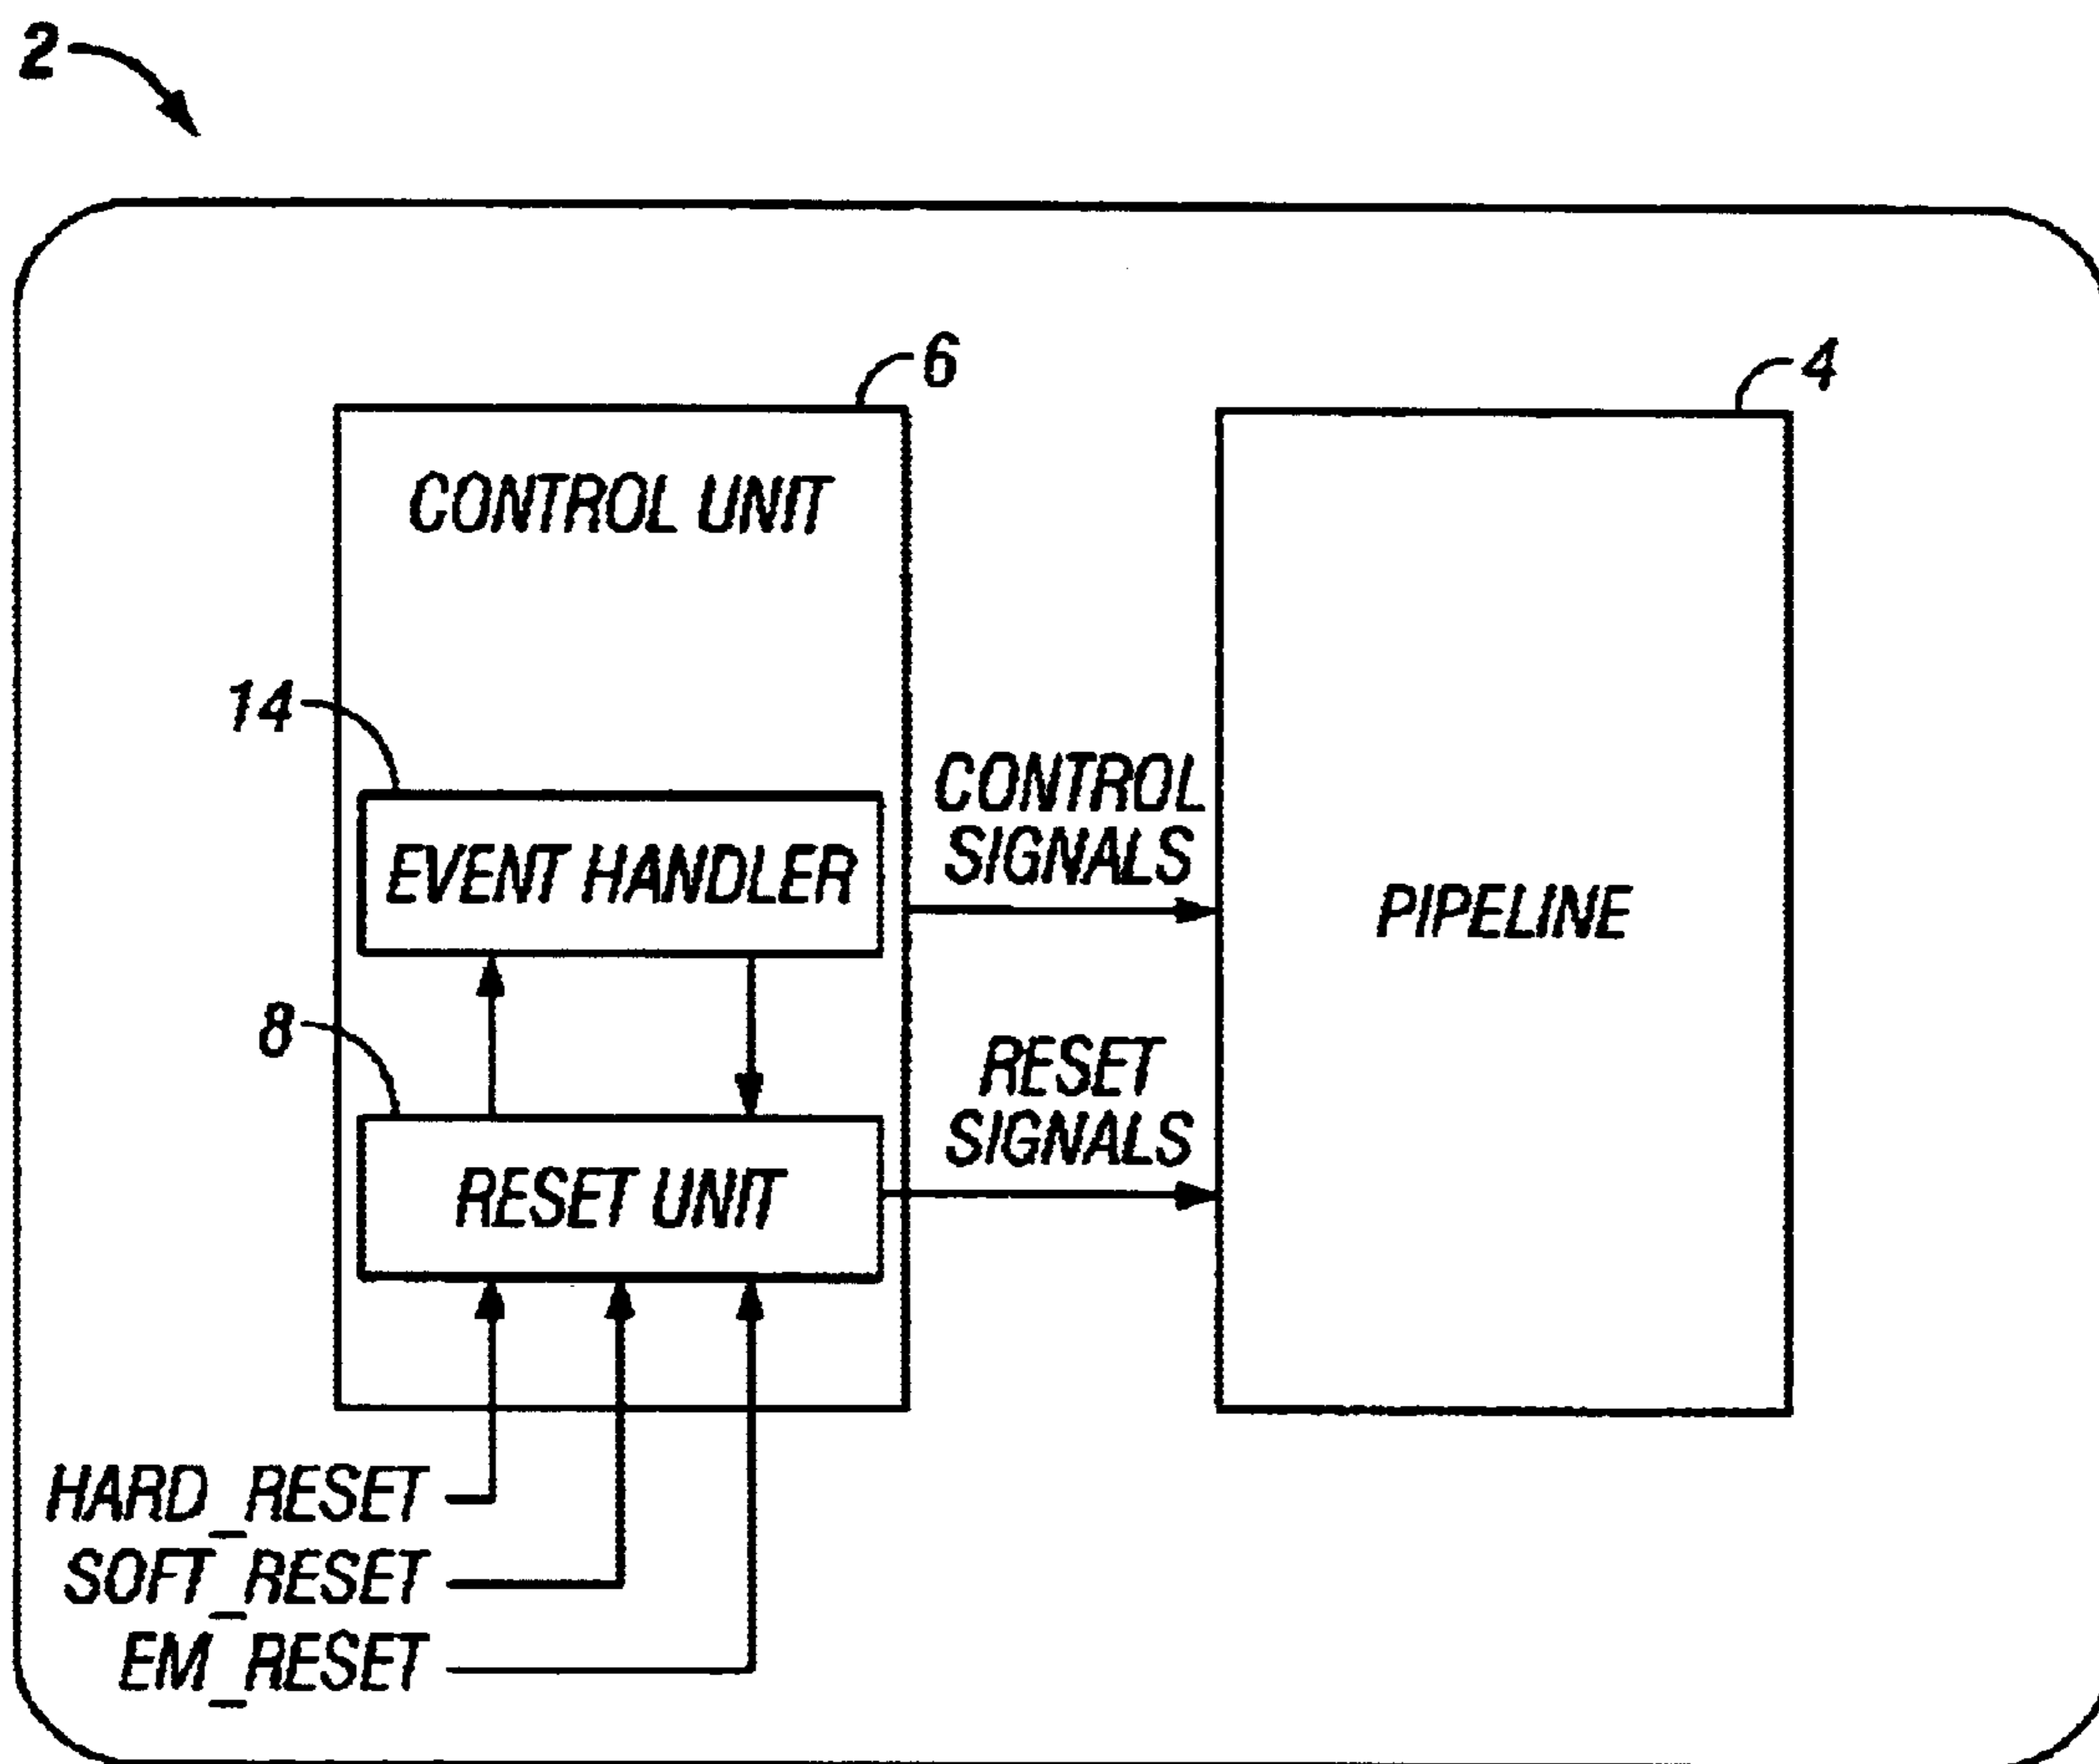 2
6
4
CONTROL UNIT
14
CONTROL
SIGNALS
EVENT HANDLER
PIPELINE
8
RESET
SIGNALS
RESET UNIT
HARD_RESET
SOFT_RESET
EM_RESET